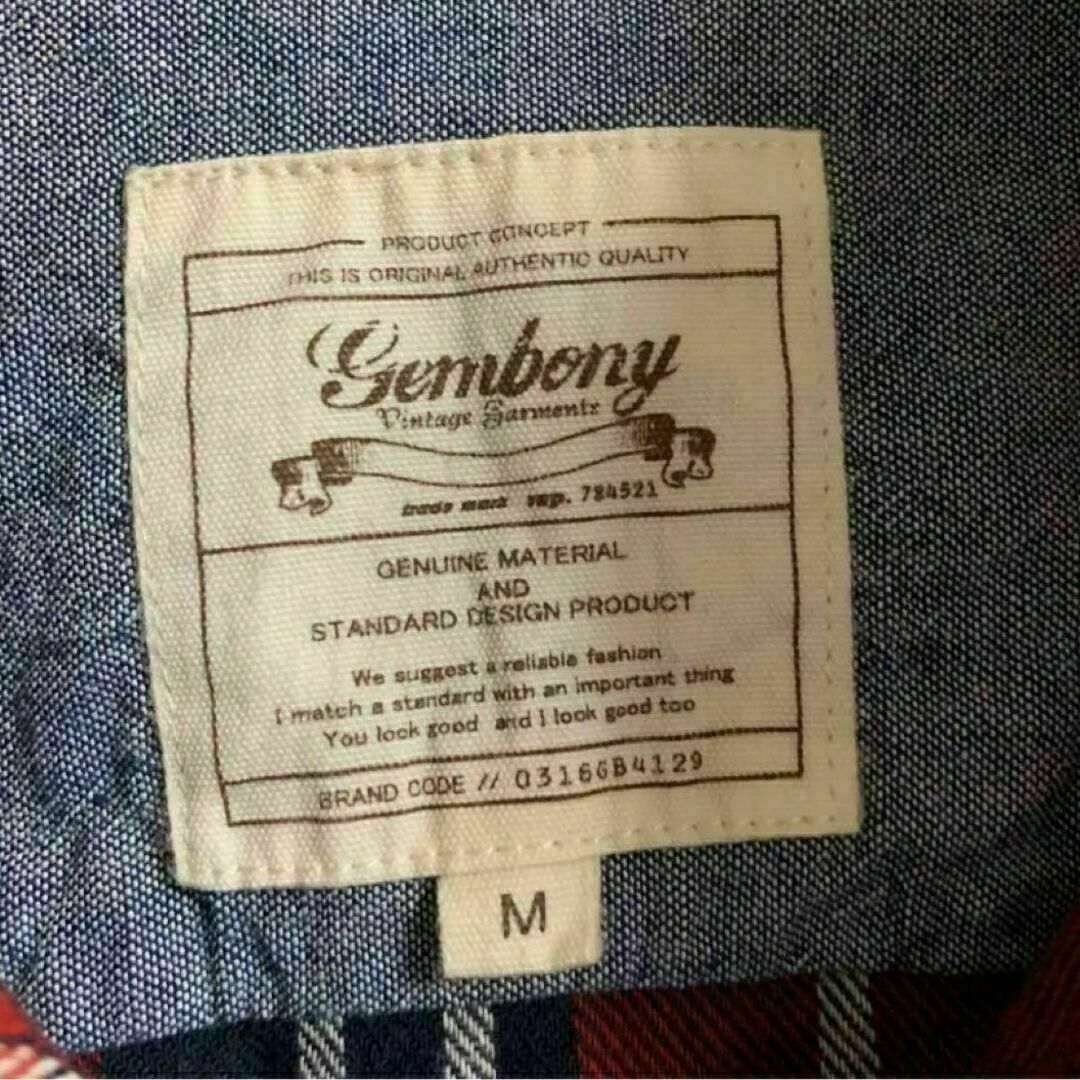 PRODUCT CONCEPT
THIS IS ORIGINAL AUTHENTIC QUALITY
Gembony
Vintage Garments
trade mark rep. 784521
GENUINE MATERIAL
AND
STANDARD DESIGN PRODUCT
We suggest a reliable fashion
I match a standard with an important thing
You look good and I look good too
BRAND CODE // 0316GB4129
M